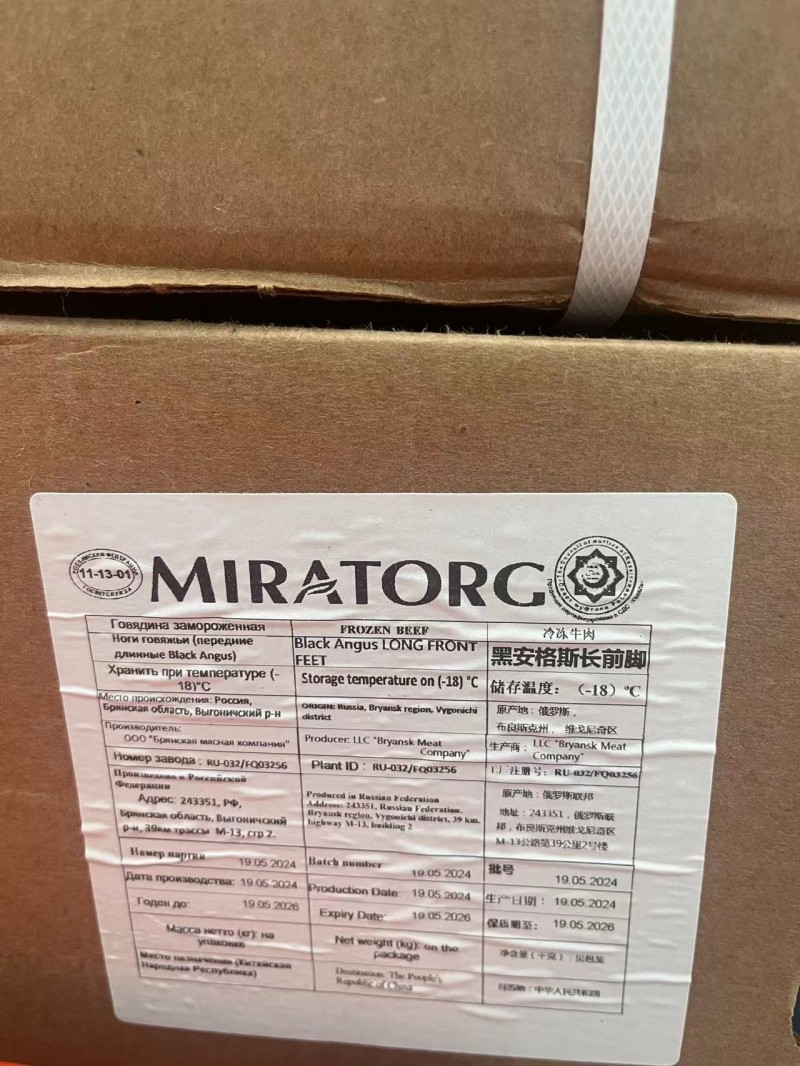 11-13-01
MIRATORG
Говядина замороженная
FROZEN BEEF
冷冻牛肉
Ноги говяжьи (передние
длинные Black Angus)
Black Angus LONG FRONT
FEET
黑安格斯长前脚
Хранить при температуре (-
18)°C
Storage temperature on (-18) °C
储存温度: (-18) °C
Место происхождения: Россия,
Брянская область, Выгоничский р-н
ORIGIN: Russia, Bryansk region, Vygonichi
district
原产地: 俄罗斯,
布良斯克州, 维戈尼奇区
Производитель:
ООО "Брянская мясная компания"
Producer: LLC "Bryansk Meat
Company"
生产商: LLC "Bryansk Meat
Company"
Номер завода : RU-032/FQ03256
Plant ID : RU-032/FQ03256
工厂注册号: RU-032/FQ03256
Произведено в Российской
Федерации
Адрес: 243351, РФ,
Брянская область, Выгоничский
р-н, 39км трассы М-13, стр 2.
Produced in Russian Federation
Address: 243351, Russian Federation,
Bryansk region, Vygonichi district, 39 km.
highway M-13, building 2
原产地: 俄罗斯联邦
地址: 243351, 俄罗斯联
邦, 布良斯克州维戈尼奇区
M-13公路第39公里2号楼
Номер партии
19.05.2024
Batch number
19.05.2024
批号
19.05.2024
Дата производства: 19.05.2024
Production Date: 19.05.2024
生产日期: 19.05.2024
Годен до: 19.05.2026
Expiry Date: 19.05.2026
保质期至: 19.05.2026
Масса нетто (кг): на
упаковке
Net weight (kg): on the
package
净含量 (千克) : 见包装
Место назначения (Китайская
Народная Республика)
Destination: The People's
Republic of China
目的地: 中华人民共和国